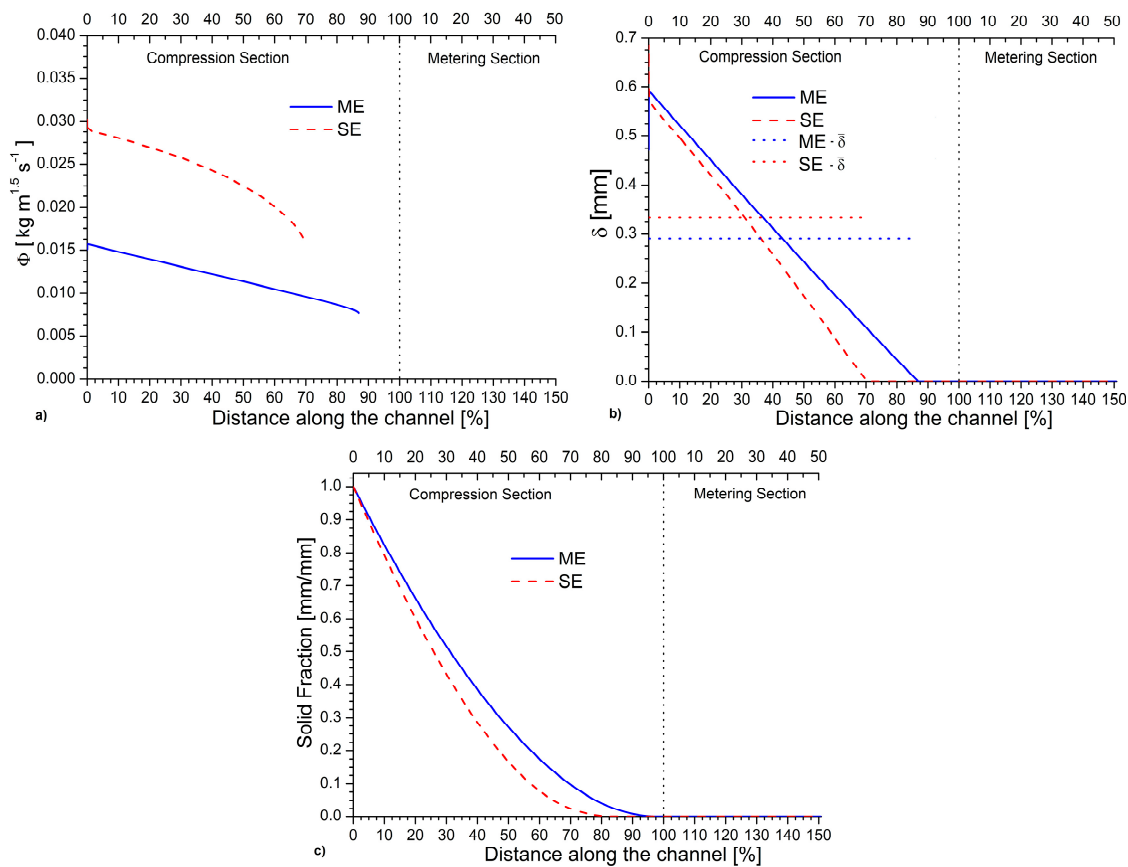 0 10 20 30 40 50 60 70 80 90 100 10 20 30 40 50
0.040
0.035
0.030
0.025
0.020
0.015
0.010
0.005
0.000
Φ [ kg m^1.5 s^-1 ]
Compression Section
Metering Section
ME
SE
0 10 20 30 40 50 60 70 80 90 100 110 120 130 140 150
Distance along the channel [%]
a)
0 10 20 30 40 50 60 70 80 90 100 10 20 30 40 50
0.7
0.6
0.5
0.4
0.3
0.2
0.1
0.0
δ [mm]
Compression Section
Metering Section
ME
SE
ME - δ̄
SE - δ̄
0 10 20 30 40 50 60 70 80 90 100 110 120 130 140 150
Distance along the channel [%]
b)
0 10 20 30 40 50 60 70 80 90 100 10 20 30 40 50
1.0
0.9
0.8
0.7
0.6
0.5
0.4
0.3
0.2
0.1
0.0
Solid Fraction [mm/mm]
Compression Section
Metering Section
ME
SE
0 10 20 30 40 50 60 70 80 90 100 110 120 130 140 150
Distance along the channel [%]
c)